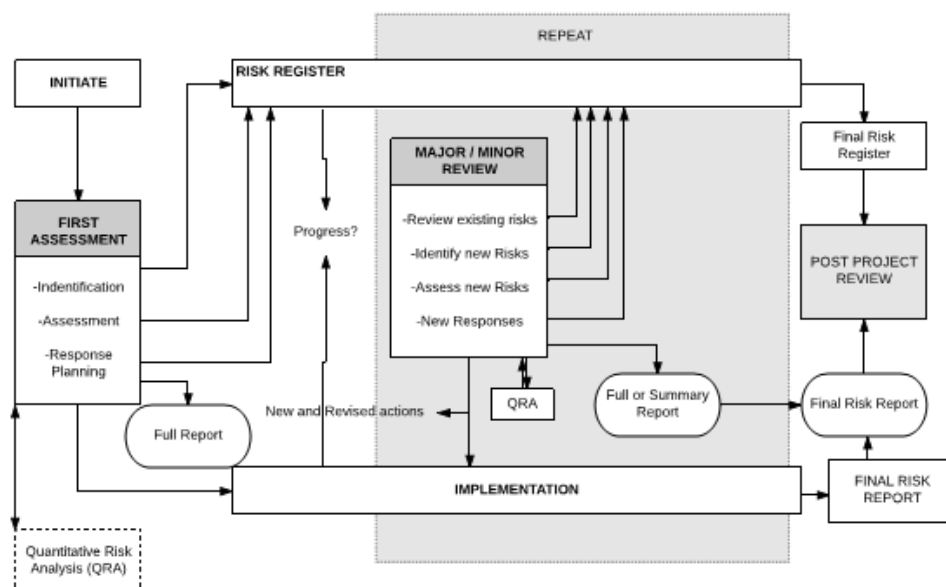 REPEAT
INITIATE
RISK REGISTER
Final Risk
Register
MAJOR / MINOR
REVIEW
-Review existing risks
-Identify new Risks
-Assess new Risks
-New Responses
FIRST
ASSESSMENT
-Indentification
-Assessment
-Response
Planning
Progress?
POST PROJECT
REVIEW
QRA
Full or Summary
Report
Final Risk Report
New and Revised actions
Full Report
IMPLEMENTATION
FINAL RISK
REPORT
Quantitative Risk
Analysis (QRA)